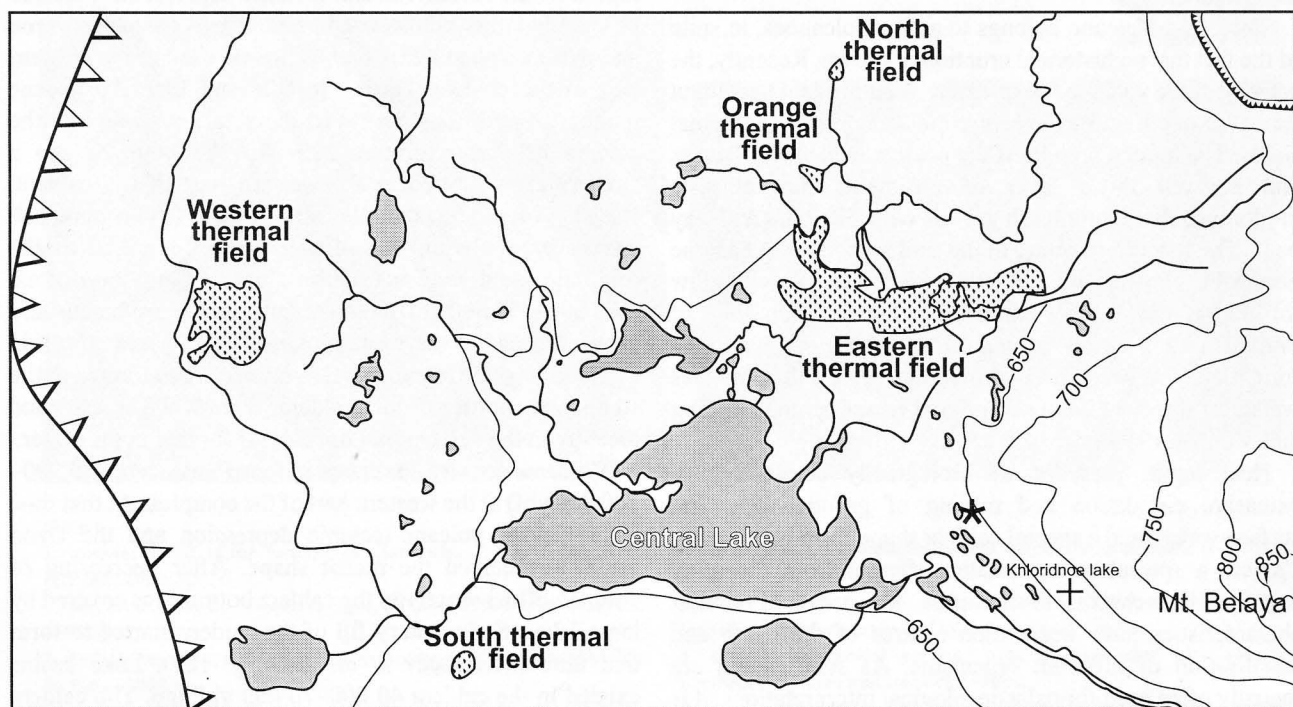 North
thermal
field
Orange
thermal
field
Western
thermal
field
Eastern
thermal field
650
700
750
800
850
Central Lake
Khloridnoe lake
Mt. Belaya
650
South thermal
field